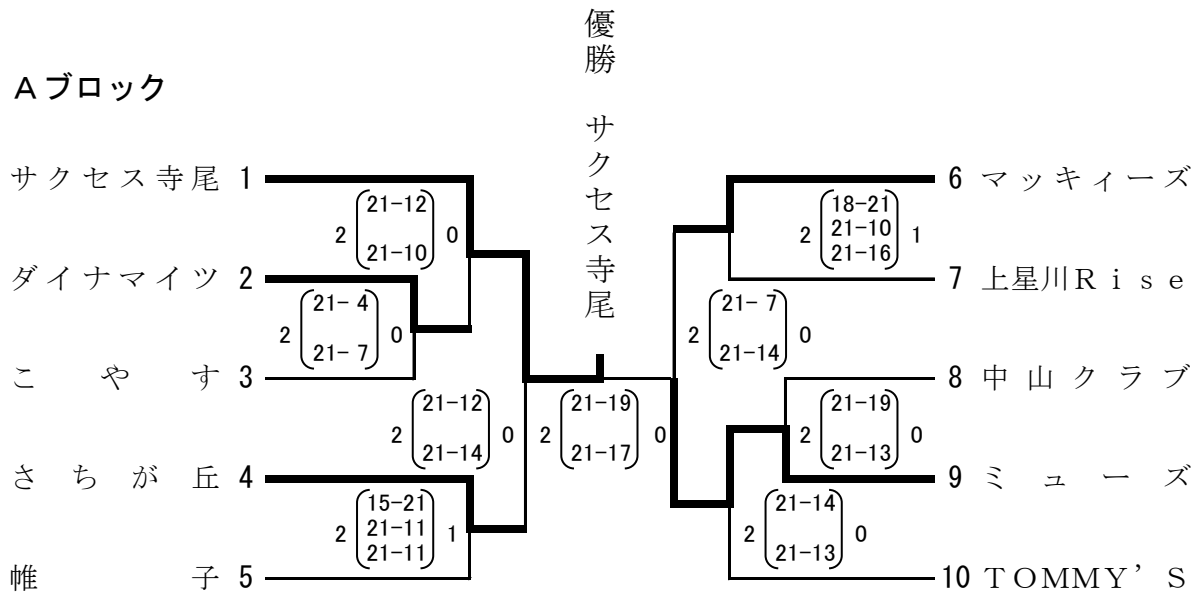 優勝 サクセス寺尾
Aブロック
サクセス寺尾 1
2 21-12 0
21-10
ダイナマイツ 2
2 21- 4 0
21- 7
こやす 3
2 21-12 0
21-14
さちが丘 4
2 15-21 1
21-11
21-11
帷子 5
2 21-19 0
21-17
6 マッキィーズ
2 18-21 1
21-10
21-16
7 上星川Rise
2 21- 7 0
21-14
8 中山クラブ
2 21-19 0
21-13
9 ミューズ
2 21-14 0
21-13
10 TOMMY'S